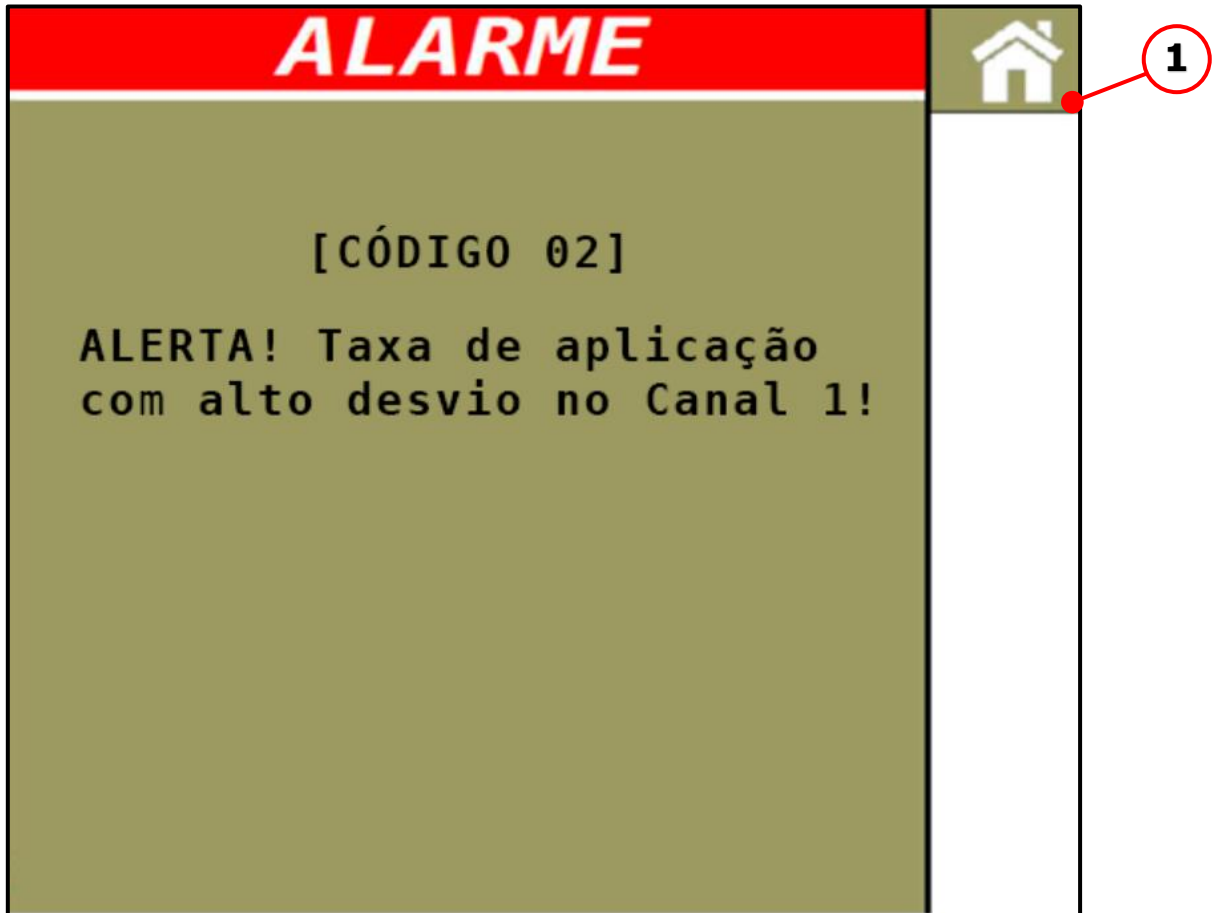 ALARME
1
[CÓDIGO 02]
ALERTA! Taxa de aplicação
com alto desvio no Canal 1!